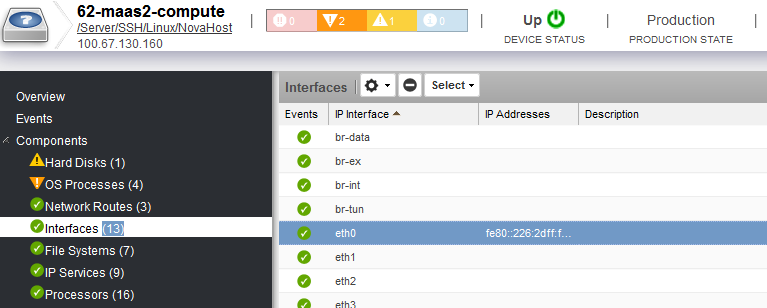 62-maas2-compute
/Server/SSH/Linux/NovaHost
100.67.130.160
0 2 1 0
Up
DEVICE STATUS
Production
PRODUCTION STATE
Overview
Events
Components
Hard Disks (1)
OS Processes (4)
Network Routes (3)
Interfaces (13)
File Systems (7)
IP Services (9)
Processors (16)
Interfaces Select
Events IP Interface IP Addresses Description
br-data
br-ex
br-int
br-tun
eth0 fe80::226:2dff:f...
eth1
eth2
eth3